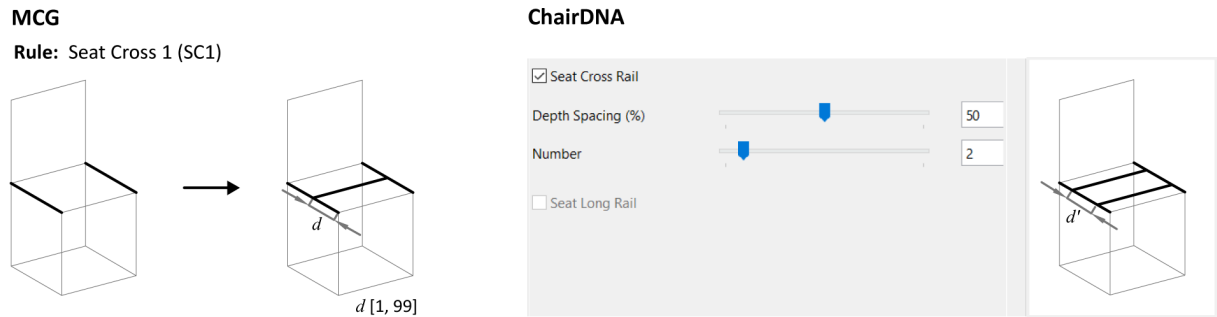 MCG
Rule: Seat Cross 1 (SC1)
d
d [1, 99]
ChairDNA
Seat Cross Rail
Depth Spacing (%)
50
Number
2
Seat Long Rail
d'